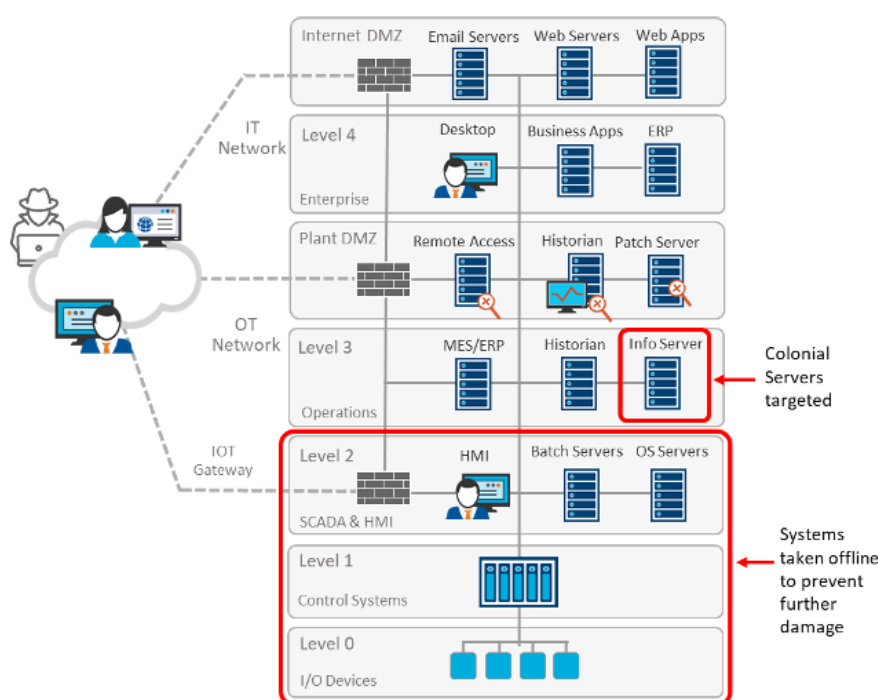 Internet DMZ
Email Servers
Web Servers
Web Apps
IT
Network
Level 4
Desktop
Business Apps
ERP
Enterprise
Plant DMZ
Remote Access
Historian
Patch Server
OT
Network
Level 3
MES/ERP
Historian
Info Server
Operations
Colonial
Servers
targeted
IOT
Gateway
Level 2
HMI
Batch Servers
OS Servers
SCADA & HMI
Systems
taken offline
to prevent
further
damage
Level 1
Control Systems
Level 0
I/O Devices